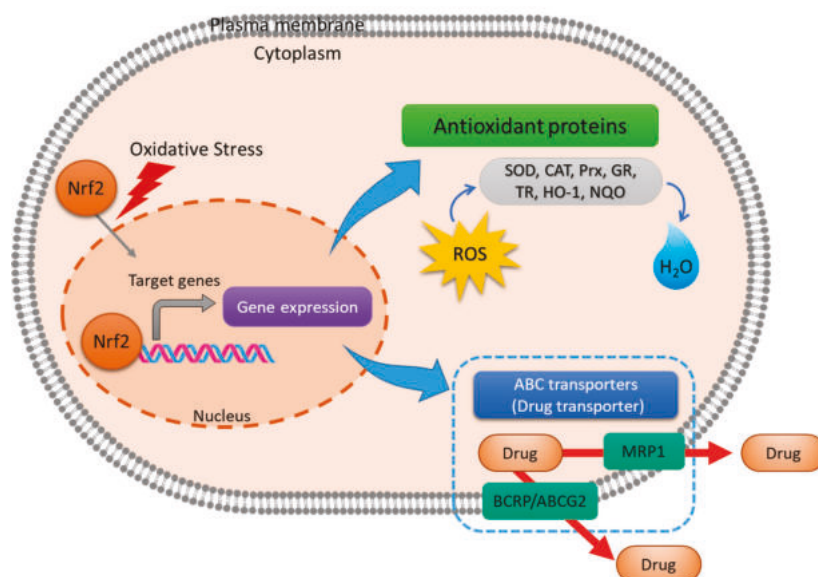 Plasma membrane
Cytoplasm
Antioxidant proteins
Oxidative Stress
SOD, CAT, Prx, GR,
TR, HO-1, NQO
Nrf2
ROS
H₂O
Target genes
Gene expression
Nrf2
Nucleus
ABC transporters
(Drug transporter)
Drug
MRP1
Drug
BCRP/ABCG2
Drug